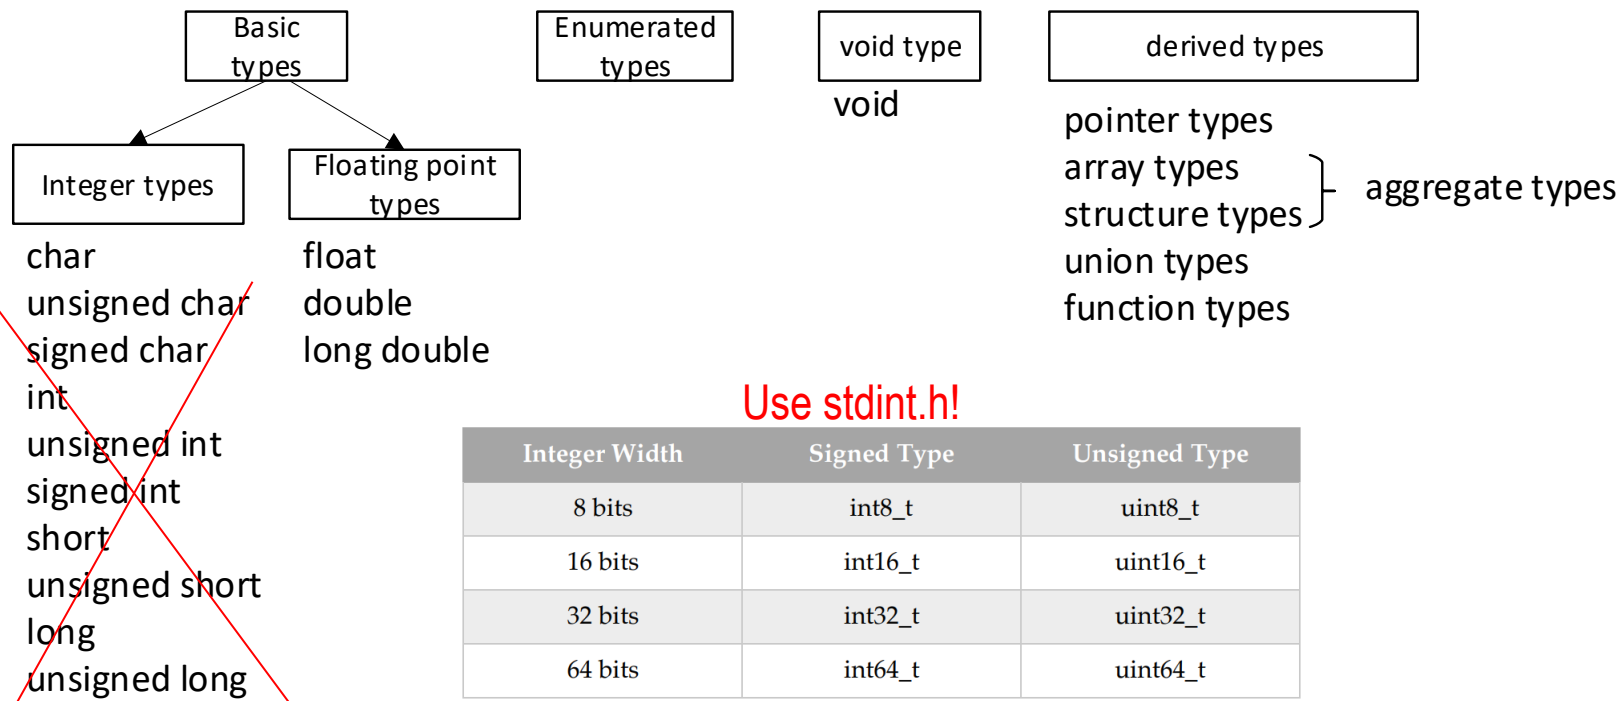 Basic
types
Enumerated
types
void type
derived types
void
pointer types
array types
structure types
union types
function types
aggregate types
Integer types
Floating point
types
char
unsigned char
signed char
int
unsigned int
signed int
short
unsigned short
long
unsigned long
float
double
long double
Use stdint.h!
Integer Width Signed Type Unsigned Type
8 bits int8_t uint8_t
16 bits int16_t uint16_t
32 bits int32_t uint32_t
64 bits int64_t uint64_t